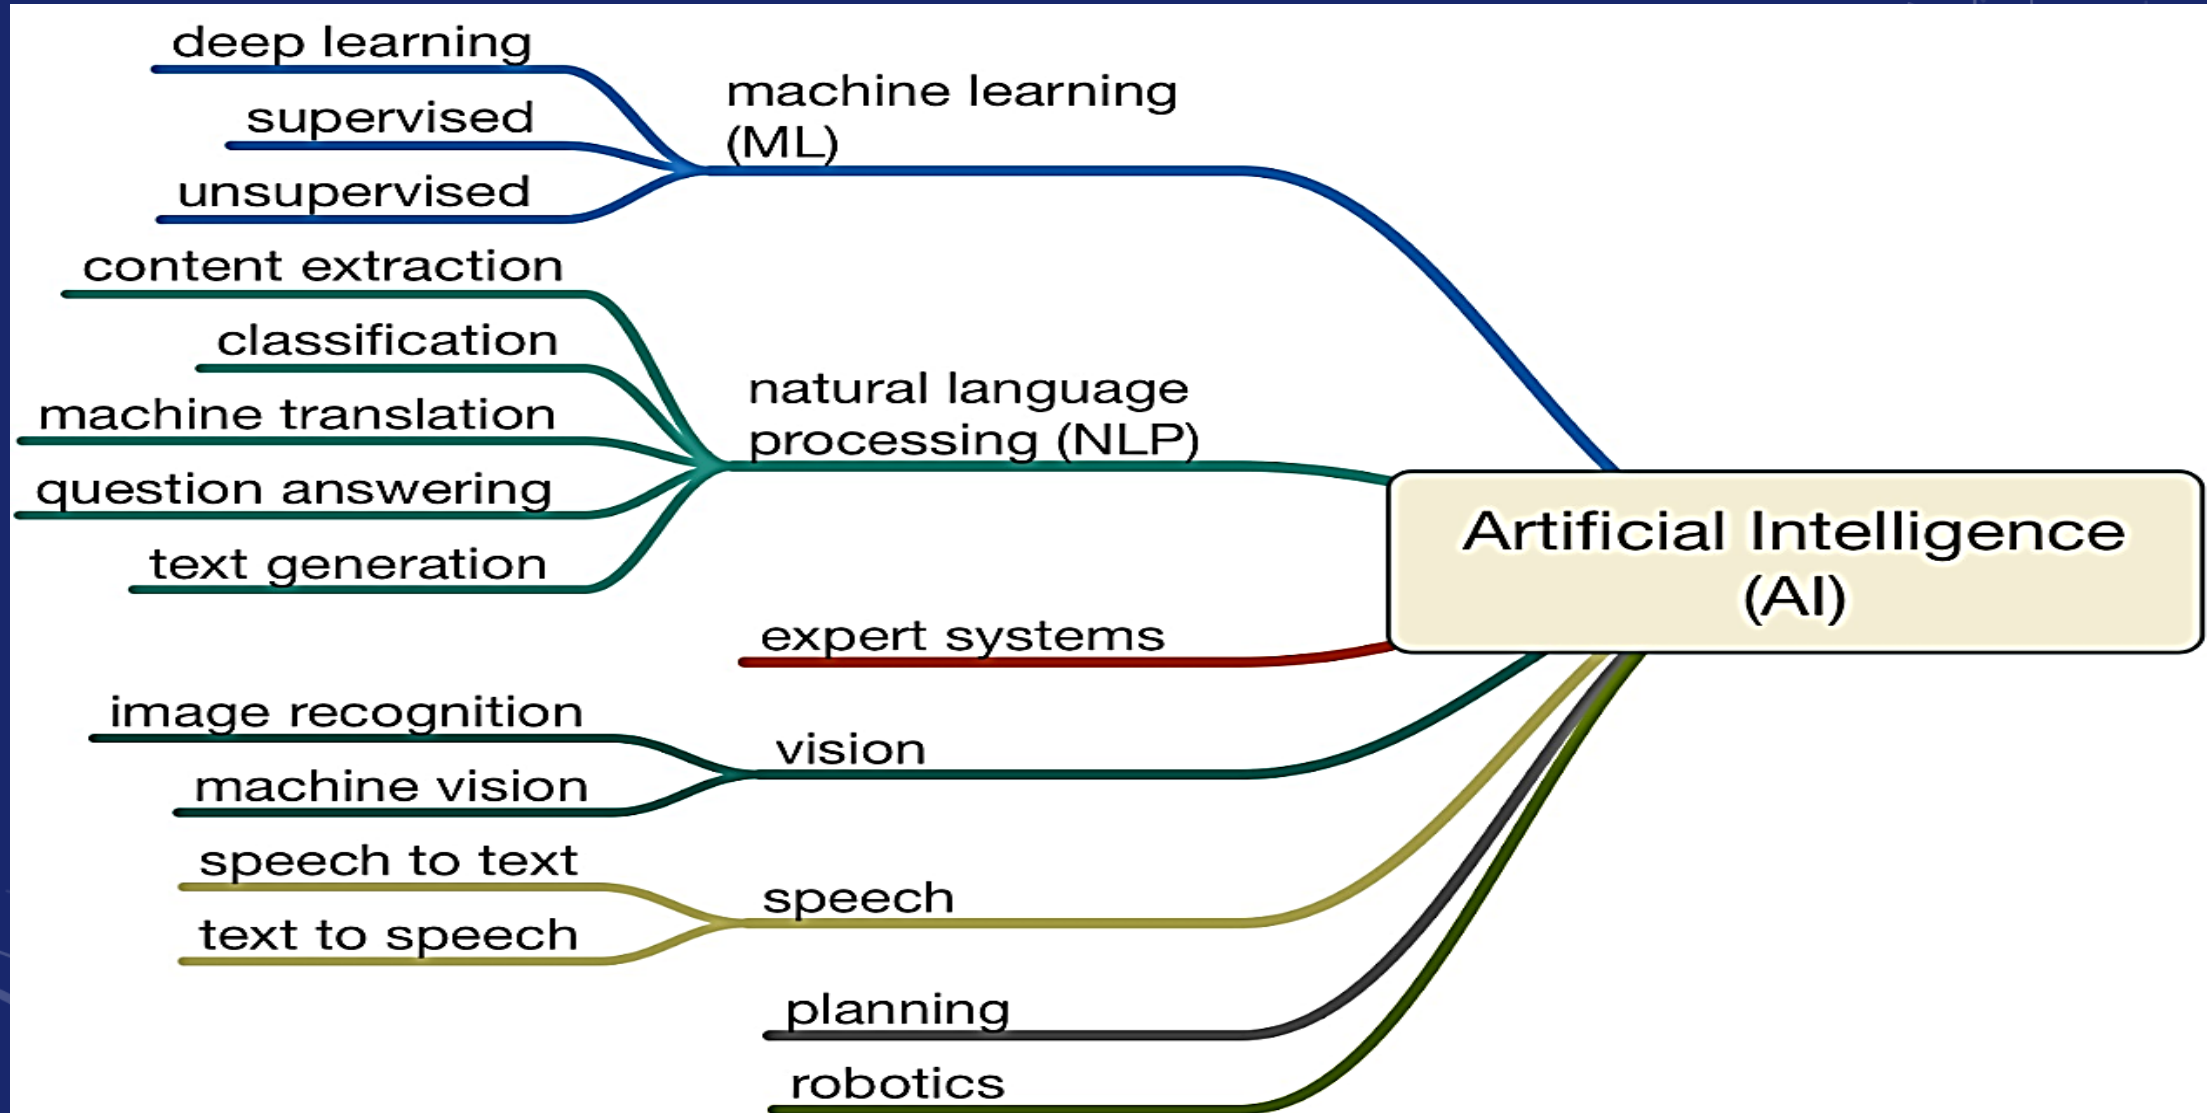 deep learning
supervised
unsupervised
machine learning
(ML)
content extraction
classification
machine translation
question answering
text generation
natural language
processing (NLP)
expert systems
image recognition
machine vision
vision
speech to text
text to speech
speech
planning
robotics
Artificial Intelligence
(AI)